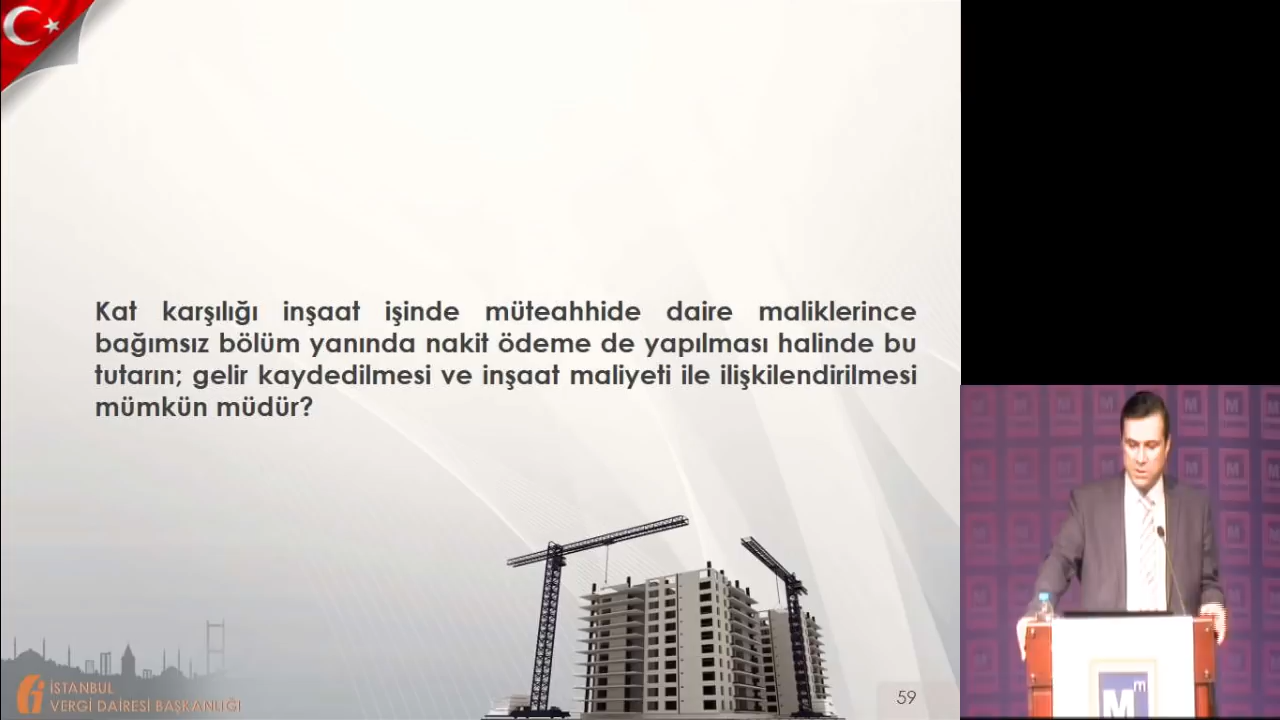 Kat karşılığı inşaat işinde müteahhide daire maliklerince
bağımsız bölüm yanında nakit ödeme de yapılması halinde bu
tutarın; gelir kaydedilmesi ve inşaat maliyeti ile ilişkilendirilmesi
mümkün müdür?
İSTANBUL
VERGİ DAİRESİ BAŞKANLIĞI
59
Mm